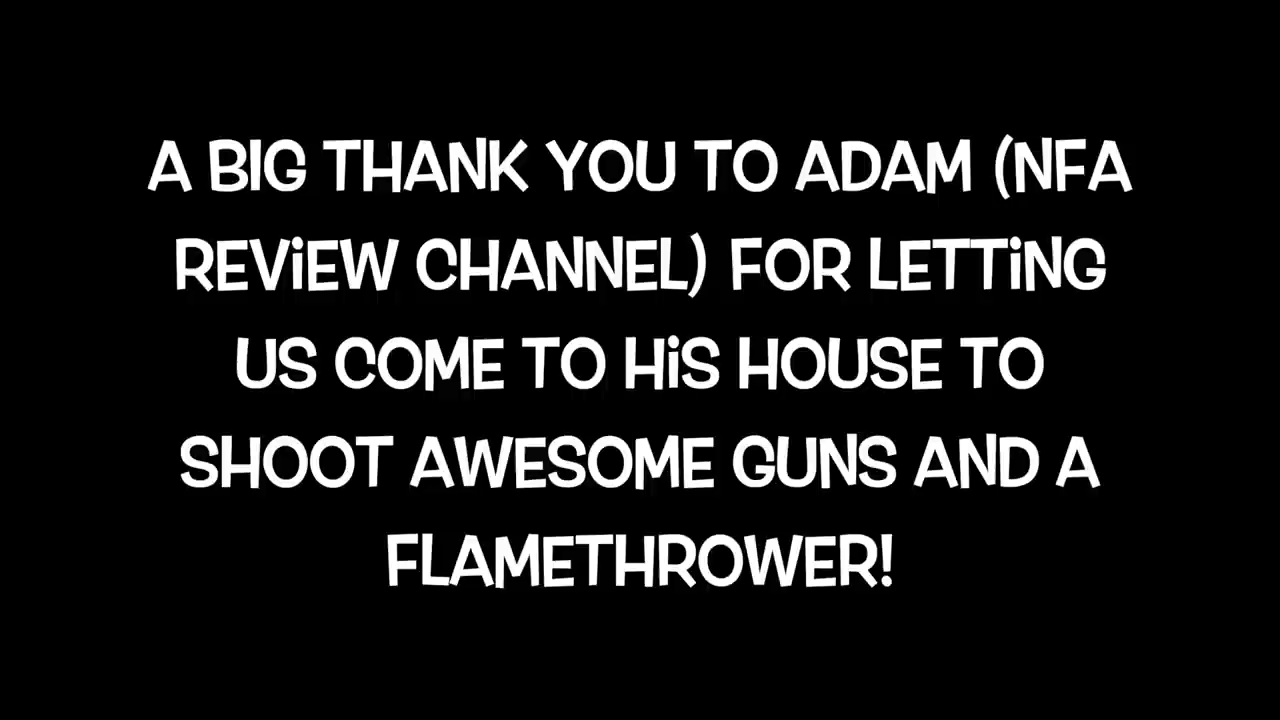 A BIG THANK YOU TO ADAM (NFA
REViEW CHANNEL) FOR LETTiNG
US COME TO HiS HOUSE TO
SHOOT AWESOME GUNS AND A
FLAMETHROWER!